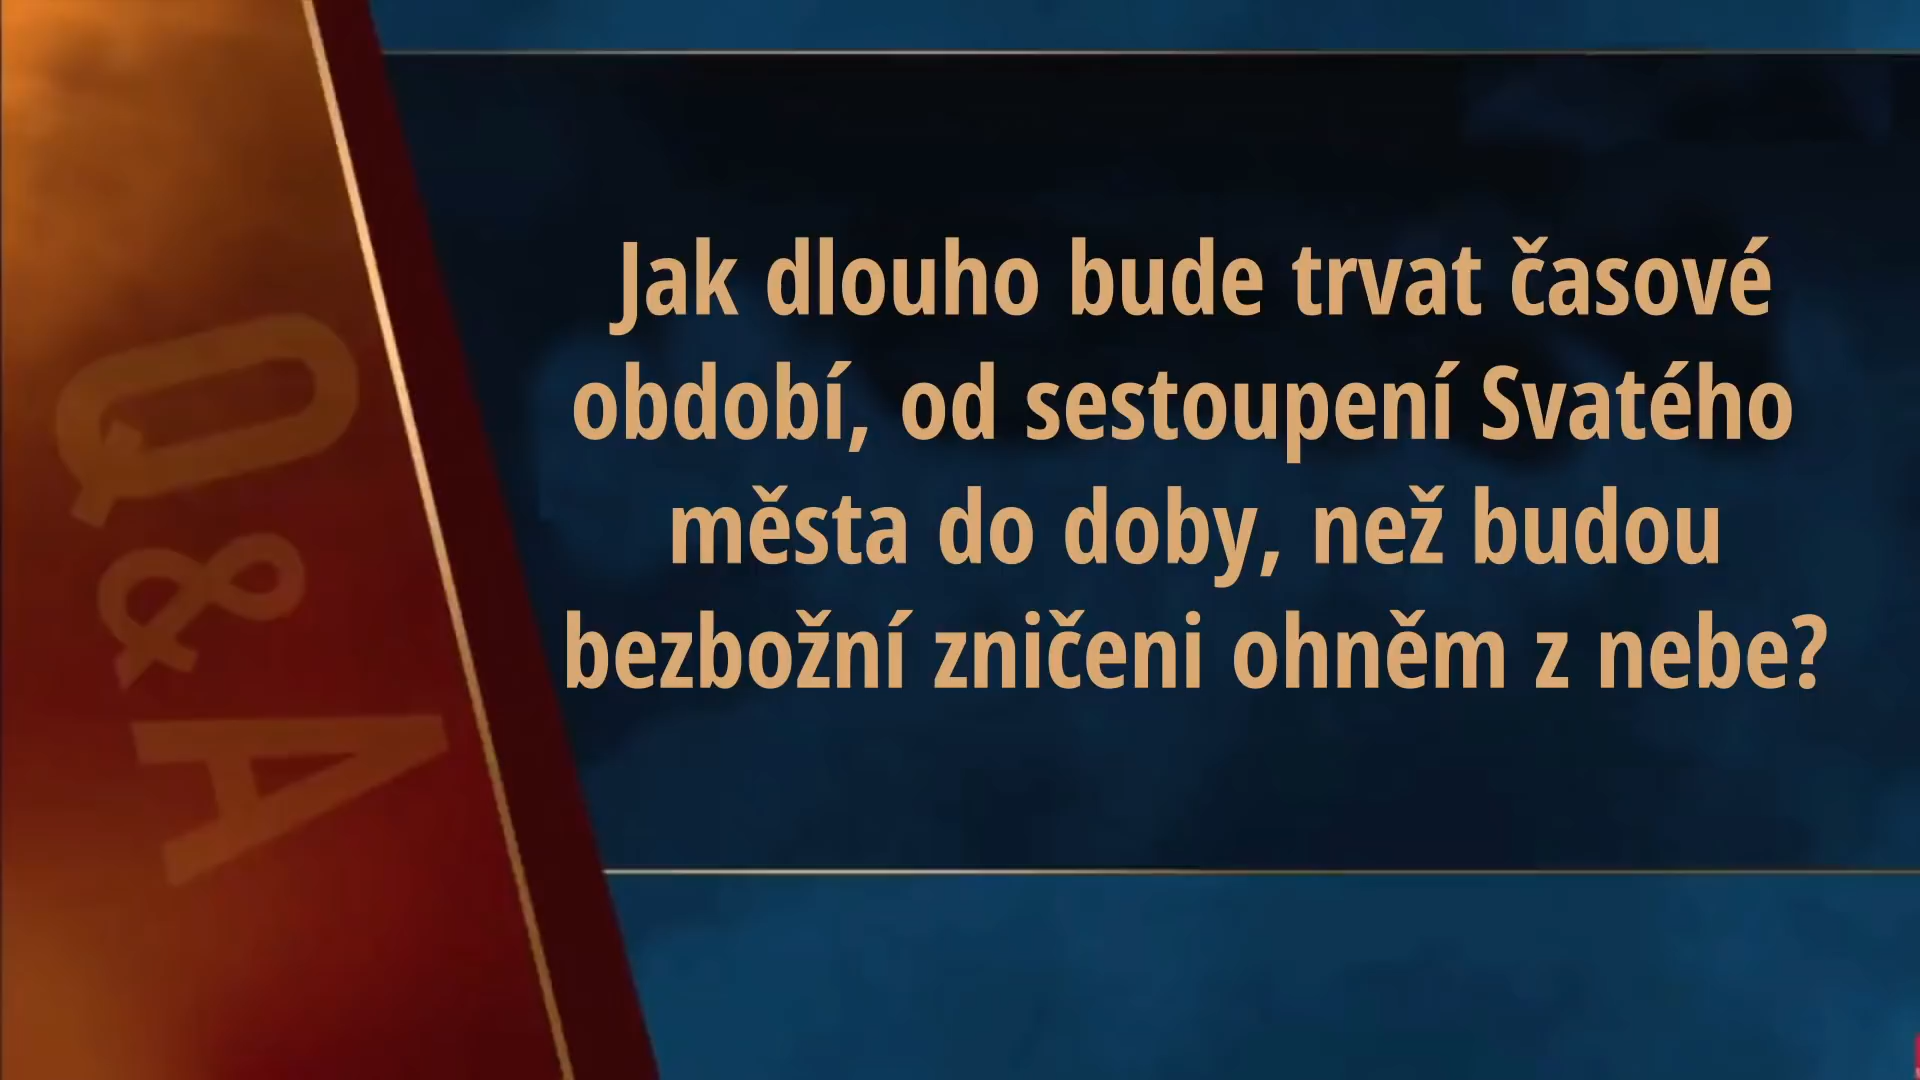 Q & A
Jak dlouho bude trvat časové
období, od sestoupení Svatého
města do doby, než budou
bezbožní zničeni ohněm z nebe?